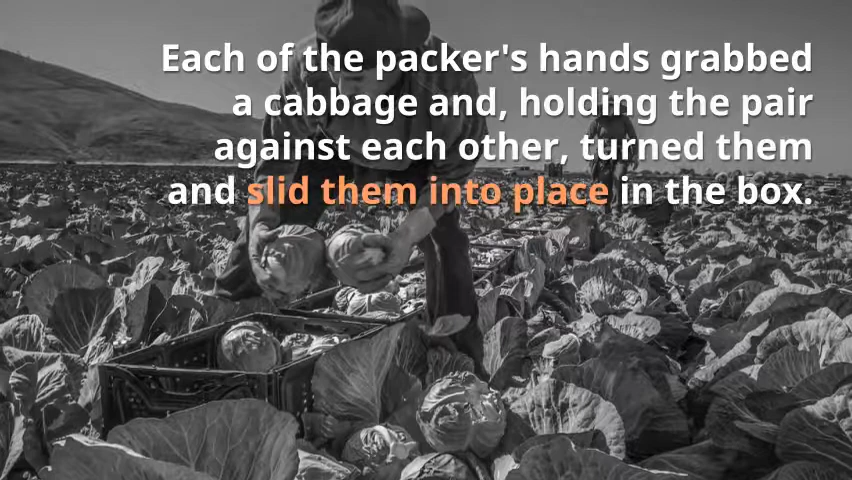 Each of the packer's hands grabbed
a cabbage and, holding the pair
against each other, turned them
and slid them into place in the box.